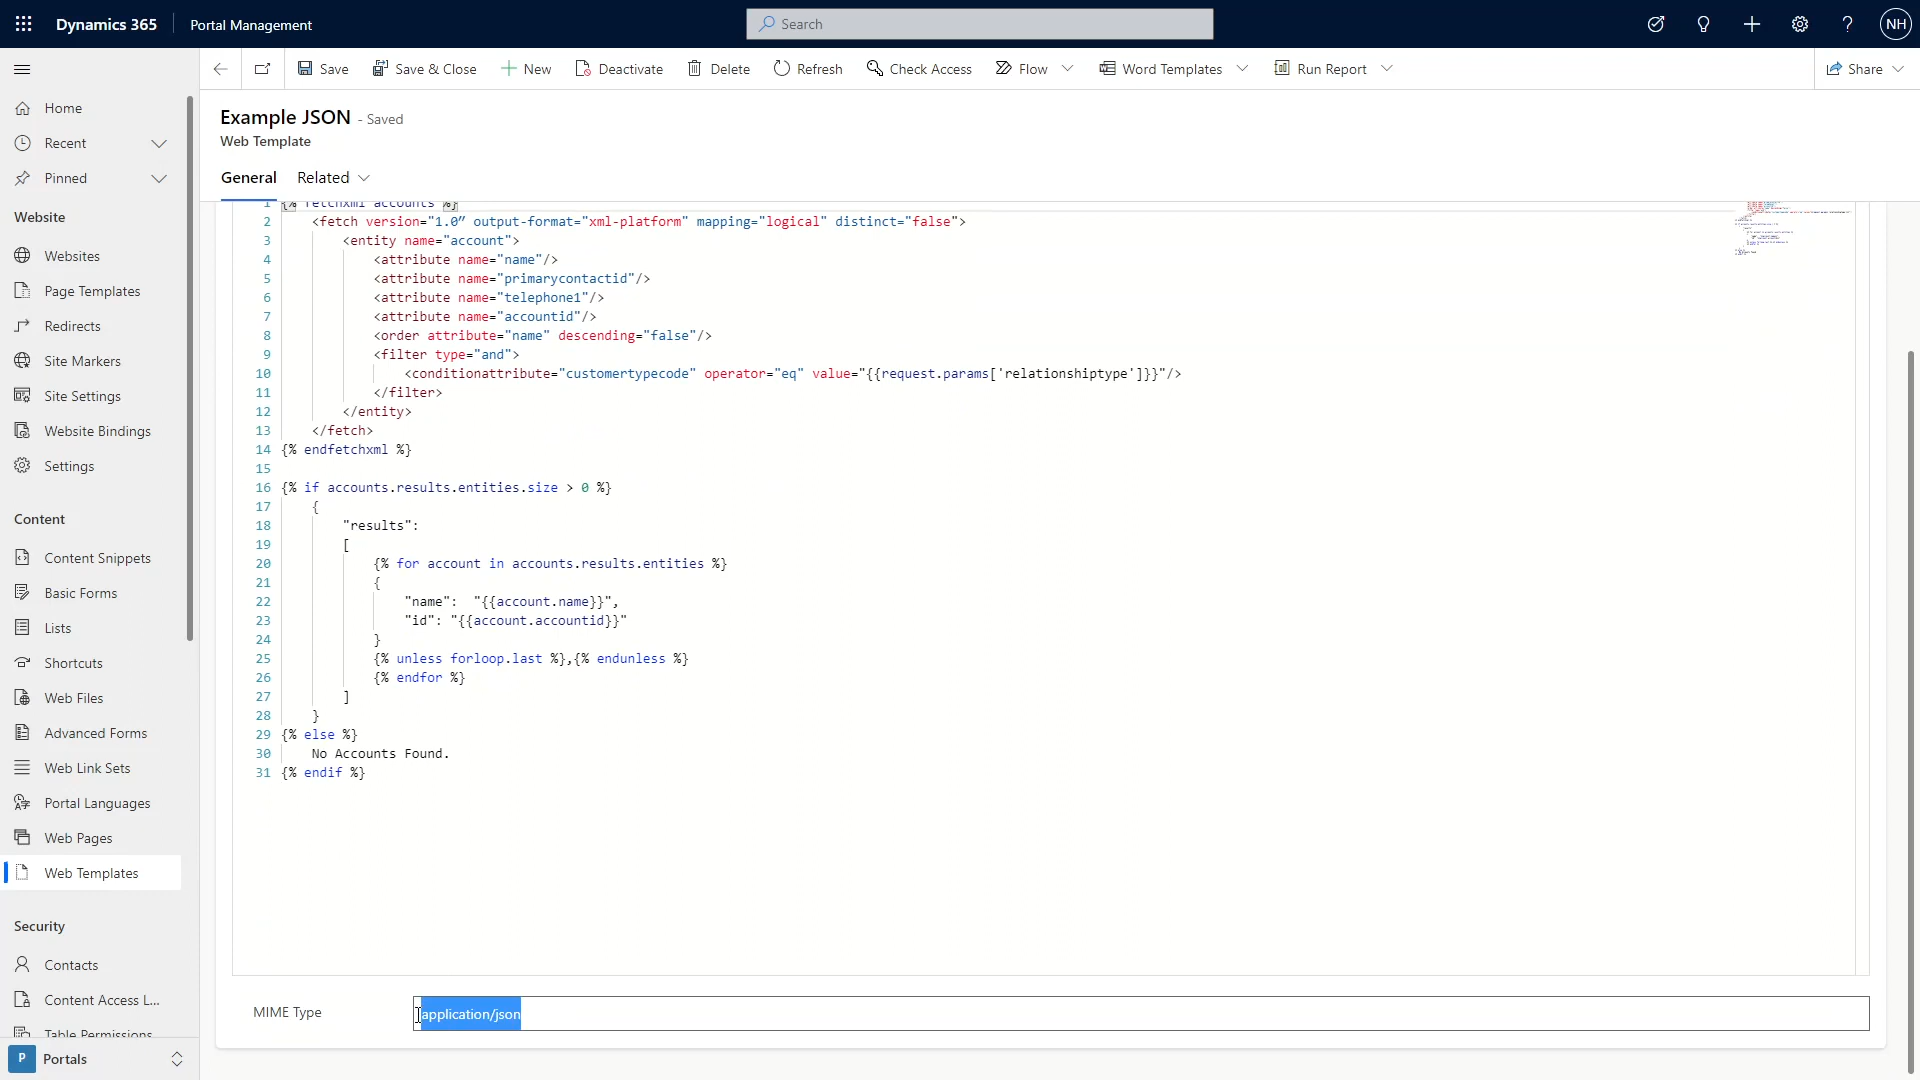 Dynamics 365
Portal Management
Search
NH
Save
Save & Close
New
Deactivate
Delete
Refresh
Check Access
Flow
Word Templates
Run Report
Share
Home
Recent
Pinned
Website
Websites
Page Templates
Redirects
Site Markers
Site Settings
Website Bindings
Settings
Content
Content Snippets
Basic Forms
Lists
Shortcuts
Web Files
Advanced Forms
Web Link Sets
Portal Languages
Web Pages
Web Templates
Security
Contacts
Content Access L...
Table Permissions
P Portals
Example JSON - Saved
Web Template
General
Related
1 {% fetchxml accounts %}
2 <fetch version="1.0” output-format="xml-platform" mapping="logical" distinct="false">
3 <entity name="account">
4 <attribute name="name"/>
5 <attribute name="primarycontactid"/>
6 <attribute name="telephone1"/>
7 <attribute name="accountid"/>
8 <order attribute="name" descending="false"/>
9 <filter type="and">
10 <conditionattribute="customertypecode" operator="eq" value="{{request.params['relationshiptype']}}"/>
11 </filter>
12 </entity>
13 </fetch>
14 {% endfetchxml %}
15
16 {% if accounts.results.entities.size > 0 %}
17 {
18 "results":
19 [
20 {% for account in accounts.results.entities %}
21 {
22 "name":  "{{account.name}}",
23 "id": "{{account.accountid}}"
24 }
25 {% unless forloop.last %},{% endunless %}
26 {% endfor %}
27 ]
28 }
29 {% else %}
30 No Accounts Found.
31 {% endif %}
MIME Type
application/json